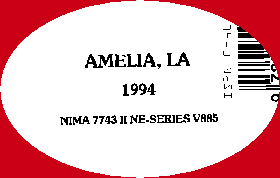 AMELIA, LA
1994
NIMA 7743 II NE-SERIES V885